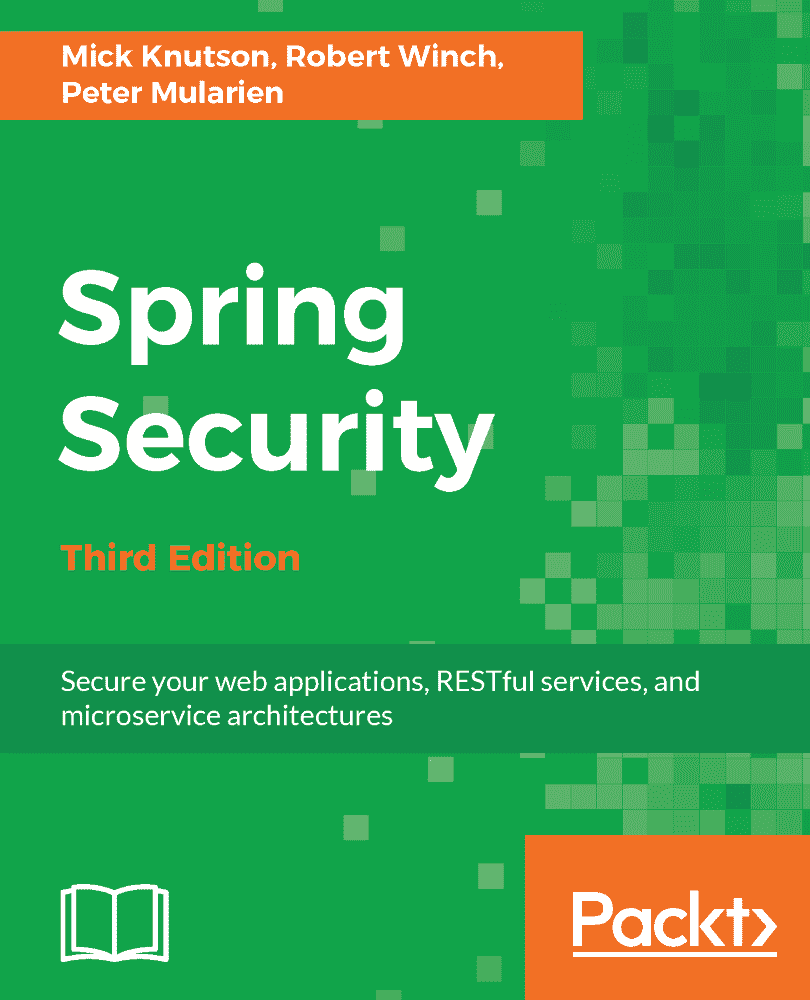 Mick Knutson, Robert Winch,
Peter Mularien
Spring
Security
Third Edition
Secure your web applications, RESTful services, and
microservice architectures
Packt